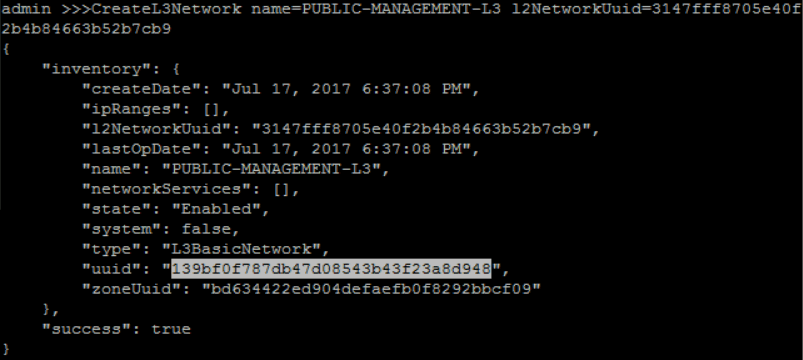 admin >>>CreateL3Network name=PUBLIC-MANAGEMENT-L3 l2NetworkUuid=3147fff8705e40f
2b4b84663b52b7cb9
{
    "inventory": {
        "createDate": "Jul 17, 2017 6:37:08 PM",
        "ipRanges": [],
        "l2NetworkUuid": "3147fff8705e40f2b4b84663b52b7cb9",
        "lastOpDate": "Jul 17, 2017 6:37:08 PM",
        "name": "PUBLIC-MANAGEMENT-L3",
        "networkServices": [],
        "state": "Enabled",
        "system": false,
        "type": "L3BasicNetwork",
        "uuid": "139bf0f787db47d08543b43f23a8d948",
        "zoneUuid": "bd634422ed904defaefb0f8292bbcf09"
    },
    "success": true
}